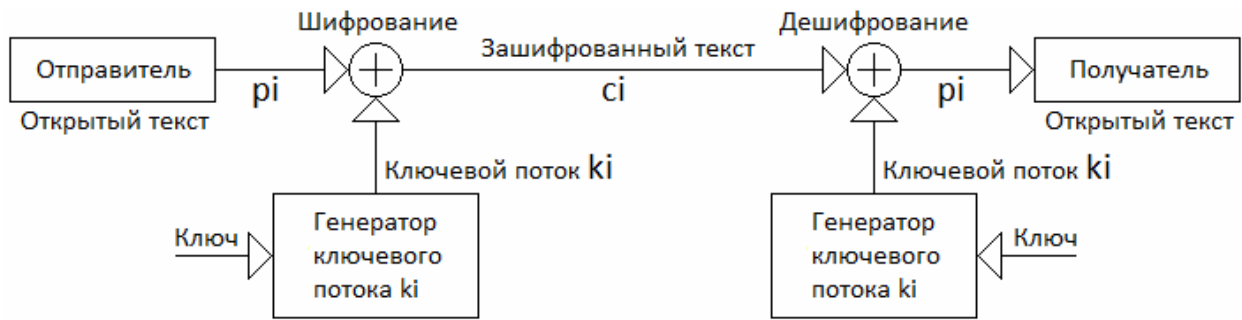 Шифрование
Дешифрование
Отправитель
Зашифрованный текст
Получатель
pi
ci
pi
Открытый текст
Открытый текст
Ключевой поток ki
Ключевой поток ki
Ключ
Генератор
ключевого
потока ki
Генератор
ключевого
потока ki
Ключ